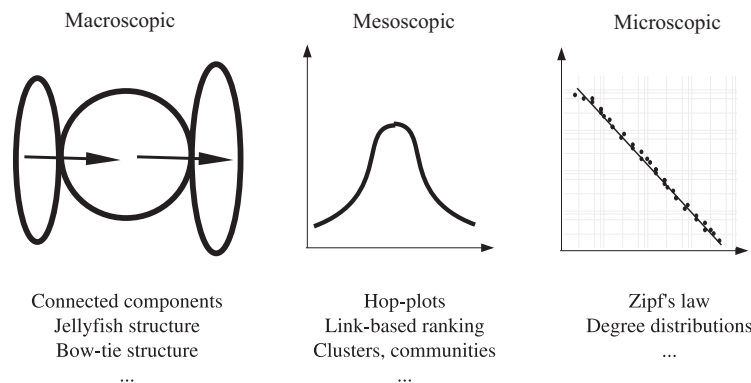 Macroscopic
Mesoscopic
Microscopic
Connected components
Jellyfish structure
Bow-tie structure
...
Hop-plots
Link-based ranking
Clusters, communities
...
Zipf's law
Degree distributions
...